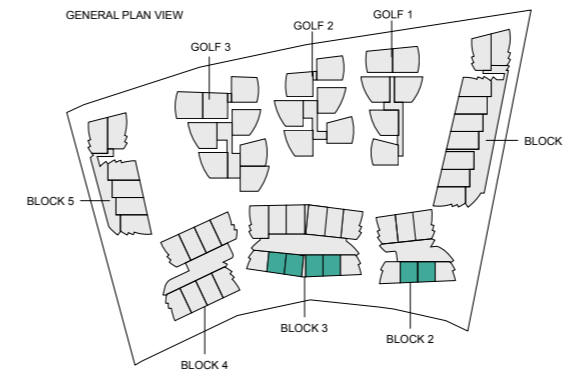 GENERAL PLAN VIEW
GOLF 1
GOLF 2
GOLF 3
BLOCK
BLOCK 5
BLOCK 3
BLOCK 2
BLOCK 4